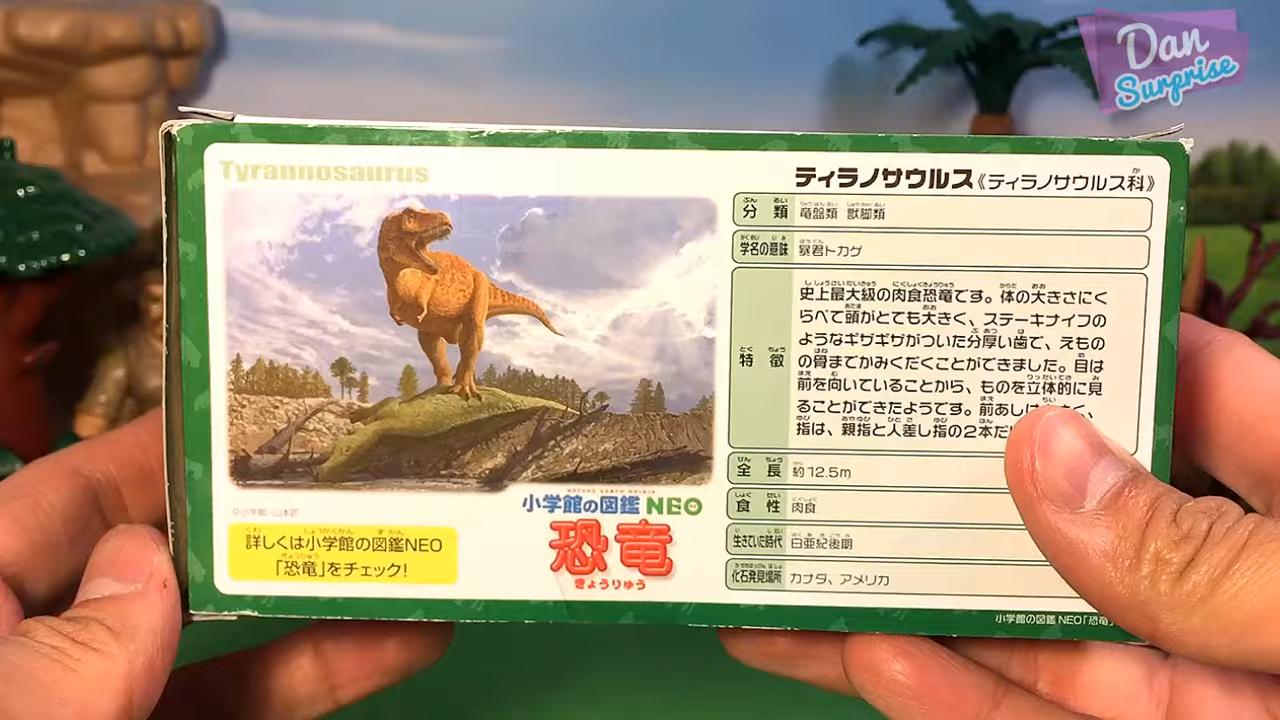 Dan
Surprise
Tyrannosaurus
ティラノサウルス《ティラノサウルス科》
分類 竜盤類 獣脚類
学名の意味 暴君トカゲ
特徴
史上最大級の肉食恐竜です。体の大きさにく
らべて頭がとても大きく、ステーキナイフの
ようなギザギザがついた分厚い歯で、えもの
の骨までかみくだくことができました。目は
前を向いていることから、ものを立体的に見
ることができたようです。前あしは
指は、親指と人差し指の2本だ
全長 約12.5m
食性 肉食
生きていた時代 白亜紀後期
化石発見場所 カナダ、アメリカ
小学館の図鑑 NEO
恐竜
きょうりゅう
詳しくは小学館の図鑑NEO
「恐竜」をチェック!
小学館の図鑑 NEO「恐竜」